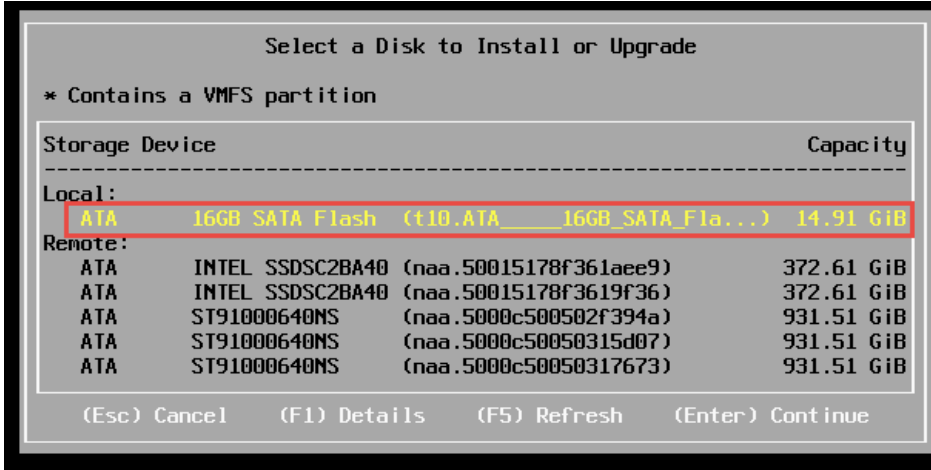 Select a Disk to Install or Upgrade
* Contains a VMFS partition
Storage Device Capacity
--------------------------------------------------------------------------------
Local:
ATA 16GB SATA Flash (t10.ATA_____16GB_SATA_Fla...) 14.91 GiB
Remote:
ATA INTEL SSDSC2BA40 (naa.50015178f361aee9) 372.61 GiB
ATA INTEL SSDSC2BA40 (naa.50015178f3619f36) 372.61 GiB
ATA ST91000640NS (naa.5000c500502f394a) 931.51 GiB
ATA ST91000640NS (naa.5000c50050315d07) 931.51 GiB
ATA ST91000640NS (naa.5000c50050317673) 931.51 GiB
(Esc) Cancel (F1) Details (F5) Refresh (Enter) Continue